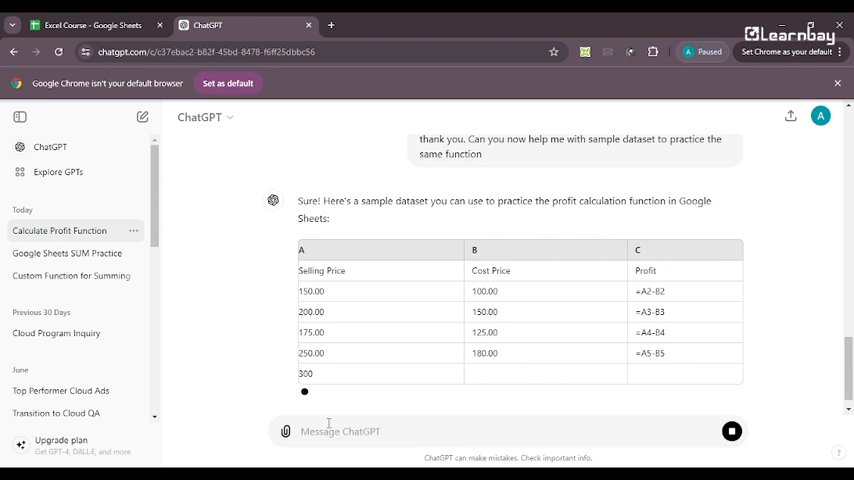 Excel Course - Google Sheets
ChatGPT
Learnbay
chatgpt.com/c/c37ebac2-b82f-45bd-8478-f6ff25dbbc56
A Paused
Set Chrome as your default
Google Chrome isn't your default browser
Set as default
ChatGPT
A
ChatGPT
Explore GPTs
Today
Calculate Profit Function
Google Sheets SUM Practice
Custom Function for Summing
Previous 30 Days
Cloud Program Inquiry
June
Top Performer Cloud Ads
Transition to Cloud QA
Upgrade plan
Get GPT-4, DALL·E, and more
thank you. Can you now help me with sample dataset to practice the
same function
Sure! Here's a sample dataset you can use to practice the profit calculation function in Google
Sheets:
A B C
Selling Price Cost Price Profit
150.00 100.00 =A2-B2
200.00 150.00 =A3-B3
175.00 125.00 =A4-B4
250.00 180.00 =A5-B5
300
Message ChatGPT
ChatGPT can make mistakes. Check important info.
?